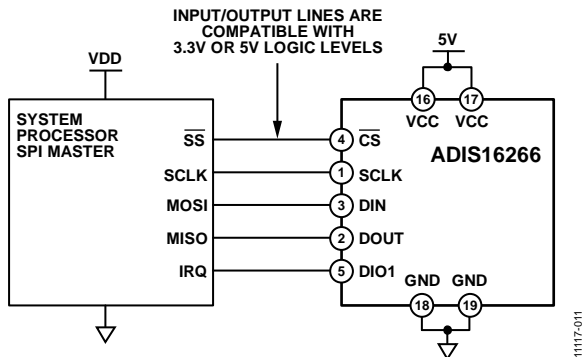 INPUT/OUTPUT LINES ARE
COMPATIBLE WITH
3.3V OR 5V LOGIC LEVELS
VDD
5V
SYSTEM
PROCESSOR
SPI MASTER
16
17
VCC
VCC
ADIS16266
SS
4
CS
SCLK
1
SCLK
MOSI
3
DIN
MISO
2
DOUT
IRQ
5
DIO1
GND
GND
18
19
11117-011